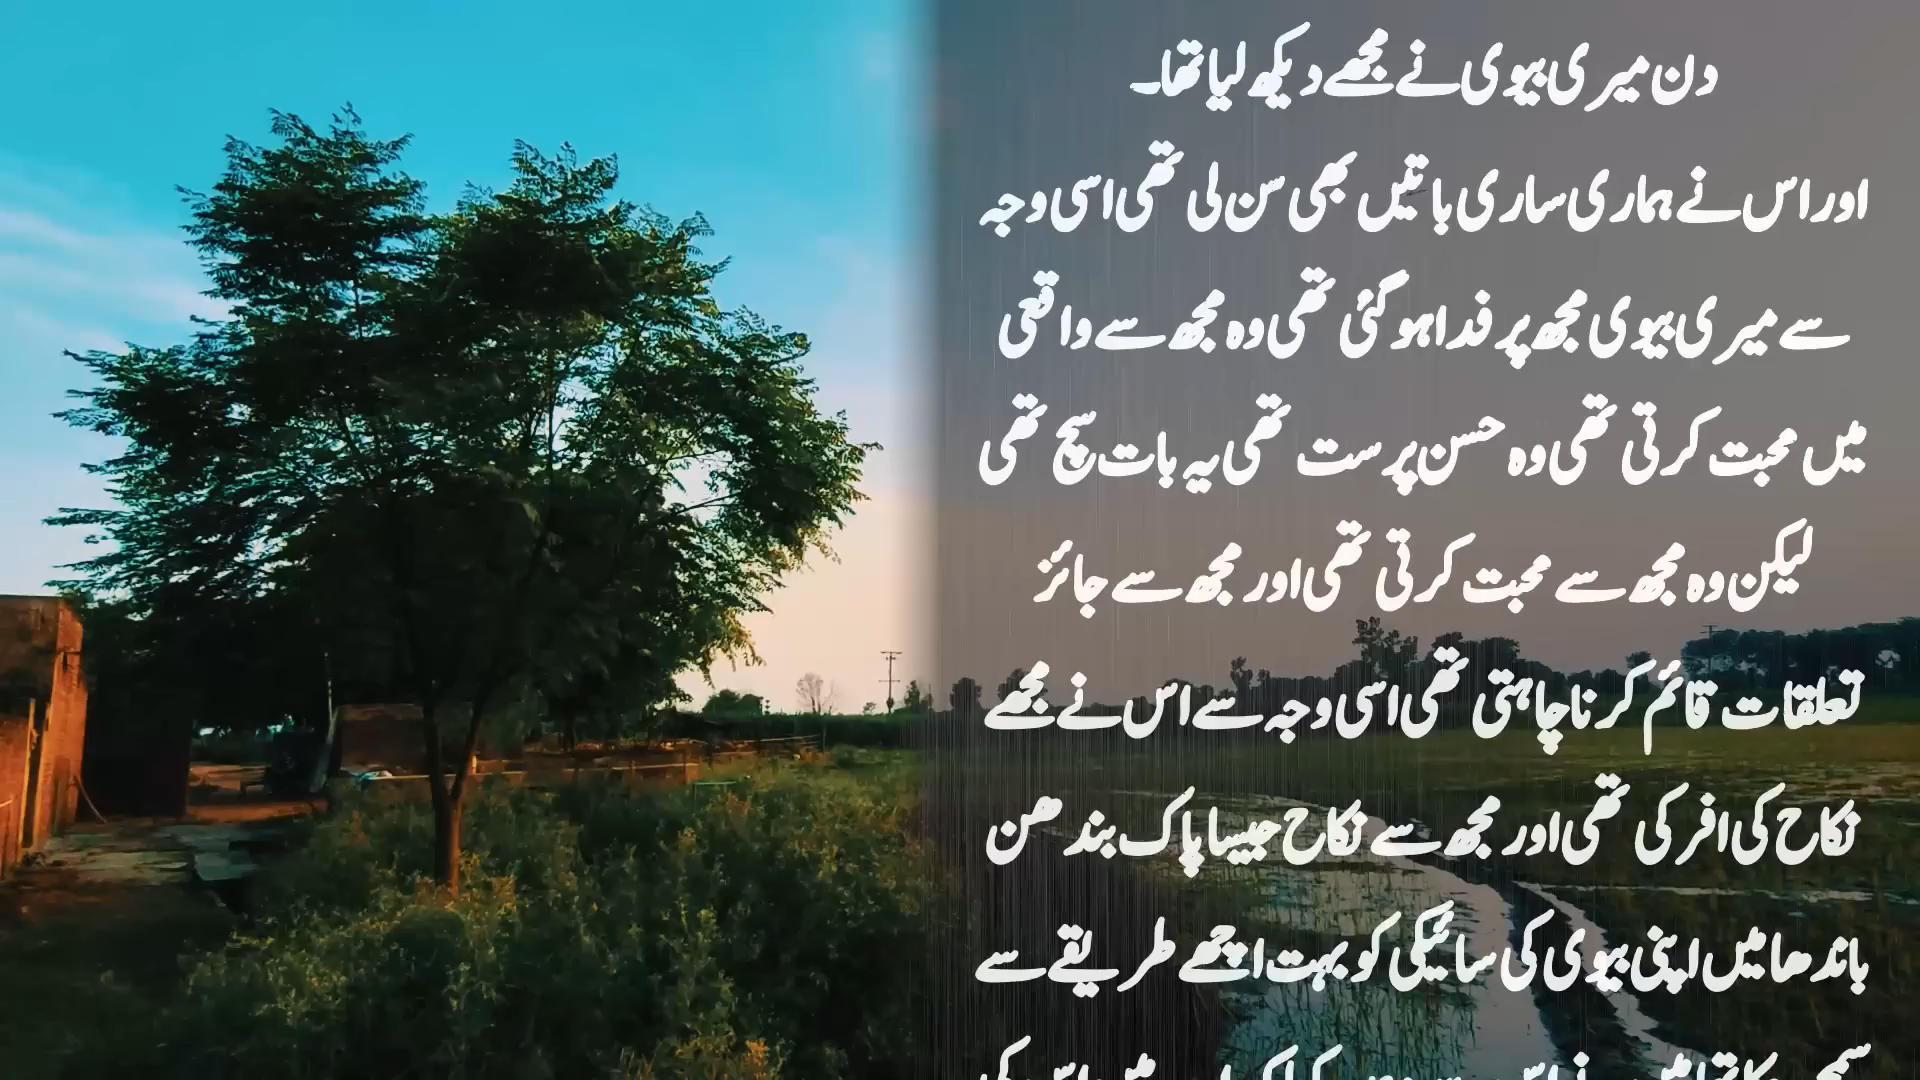 دن میری بیوی نے مجھے دیکھ لیا تھا۔
اور اس نے ہماری ساری باتیں بھی سن لی تھی اسی وجہ
سے میری بیوی مجھ پر فدا ہو گئی تھی وہ مجھ سے واقعی
میں محبت کرتی تھی وہ حسن پرست تھی یہ بات سچ تھی
لیکن وہ مجھ سے محبت کرتی تھی اور مجھ سے جائز
تعلقات قائم کرنا چاہتی تھی اسی وجہ سے اس نے مجھے
نکاح کی افر کی تھی اور مجھ سے نکاح جیسا پاک بندھن
باندھا میں اپنی بیوی کی سائیکی کو بہت اچھے طریقے سے